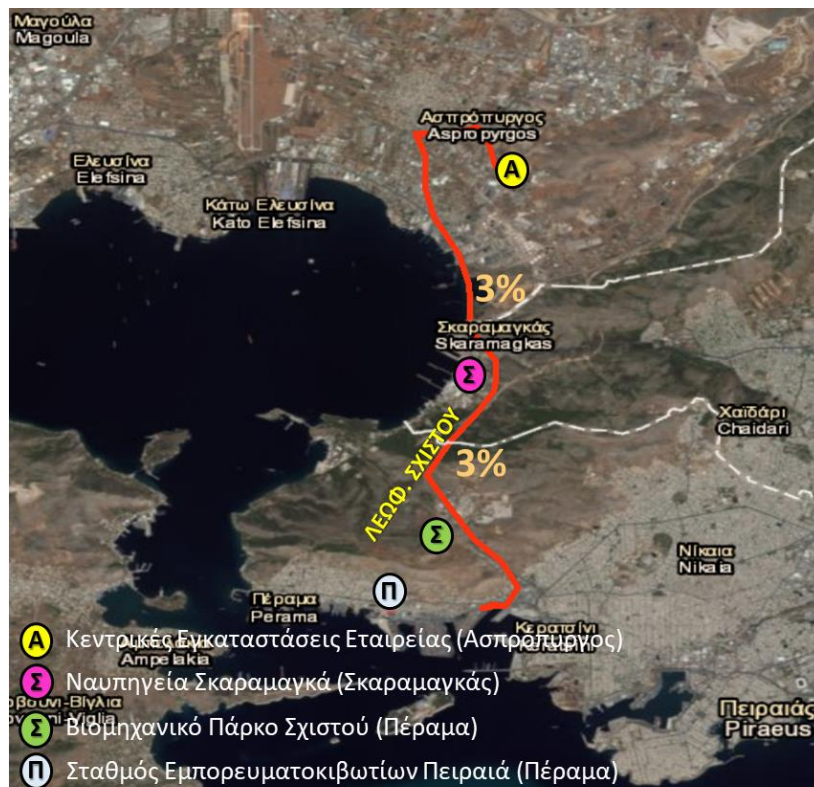 Μαγούλα
Magoula
Ασπρόπυργος
Aspropyrgos
Α
Ελευσίνα
Elefsina
Κάτω Ελευσίνα
Kato Elefsina
3%
Σκαραμαγκάς
Skaramagkas
Σ
Χαϊδάρι
Chaidari
ΛΕΩΦ. ΣΧΙΣΤΟΥ
3%
Σ
Νίκαια
Nikaia
Π
Πέραμα
Perama
Κερατσίνι
Α Κεντρικές Εγκαταστάσεις Εταιρείας (Ασπρόπυργος)
Ampelakia
Σ Ναυπηγεία Σκαραμαγκά (Σκαραμαγκάς)
Πειραιάς
Piraeus
Σ Βιομηχανικό Πάρκο Σχιστού (Πέραμα)
Π Σταθμός Εμπορευματοκιβωτίων Πειραιά (Πέραμα)